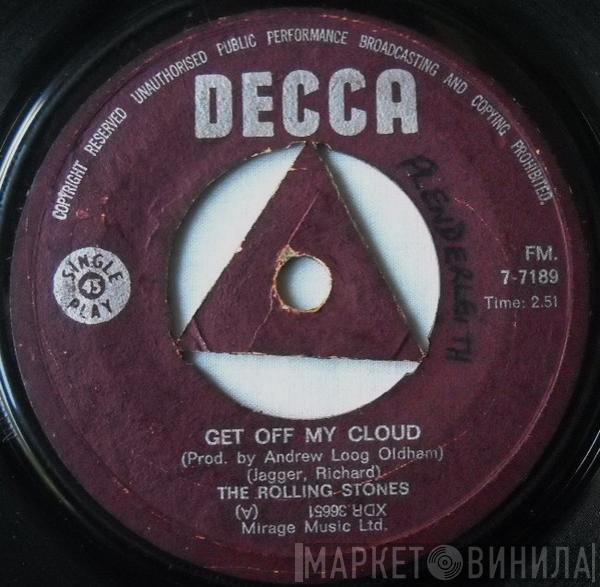 COPYRIGHT RESERVED UNAUTHORISED PUBLIC PERFORMANCE BROADCASTING AND COPYING PROHIBITED.
DECCA
PLENDERLEITH
SINGLE
45
PLAY
FM.
7-7189
Time: 2.51
GET OFF MY CLOUD
(Prod. by Andrew Loog Oldham)
(Jagger, Richard)
THE ROLLING STONES
(A) XDR.36651
Mirage Music Ltd.
МАРКЕТ ВИНИЛА